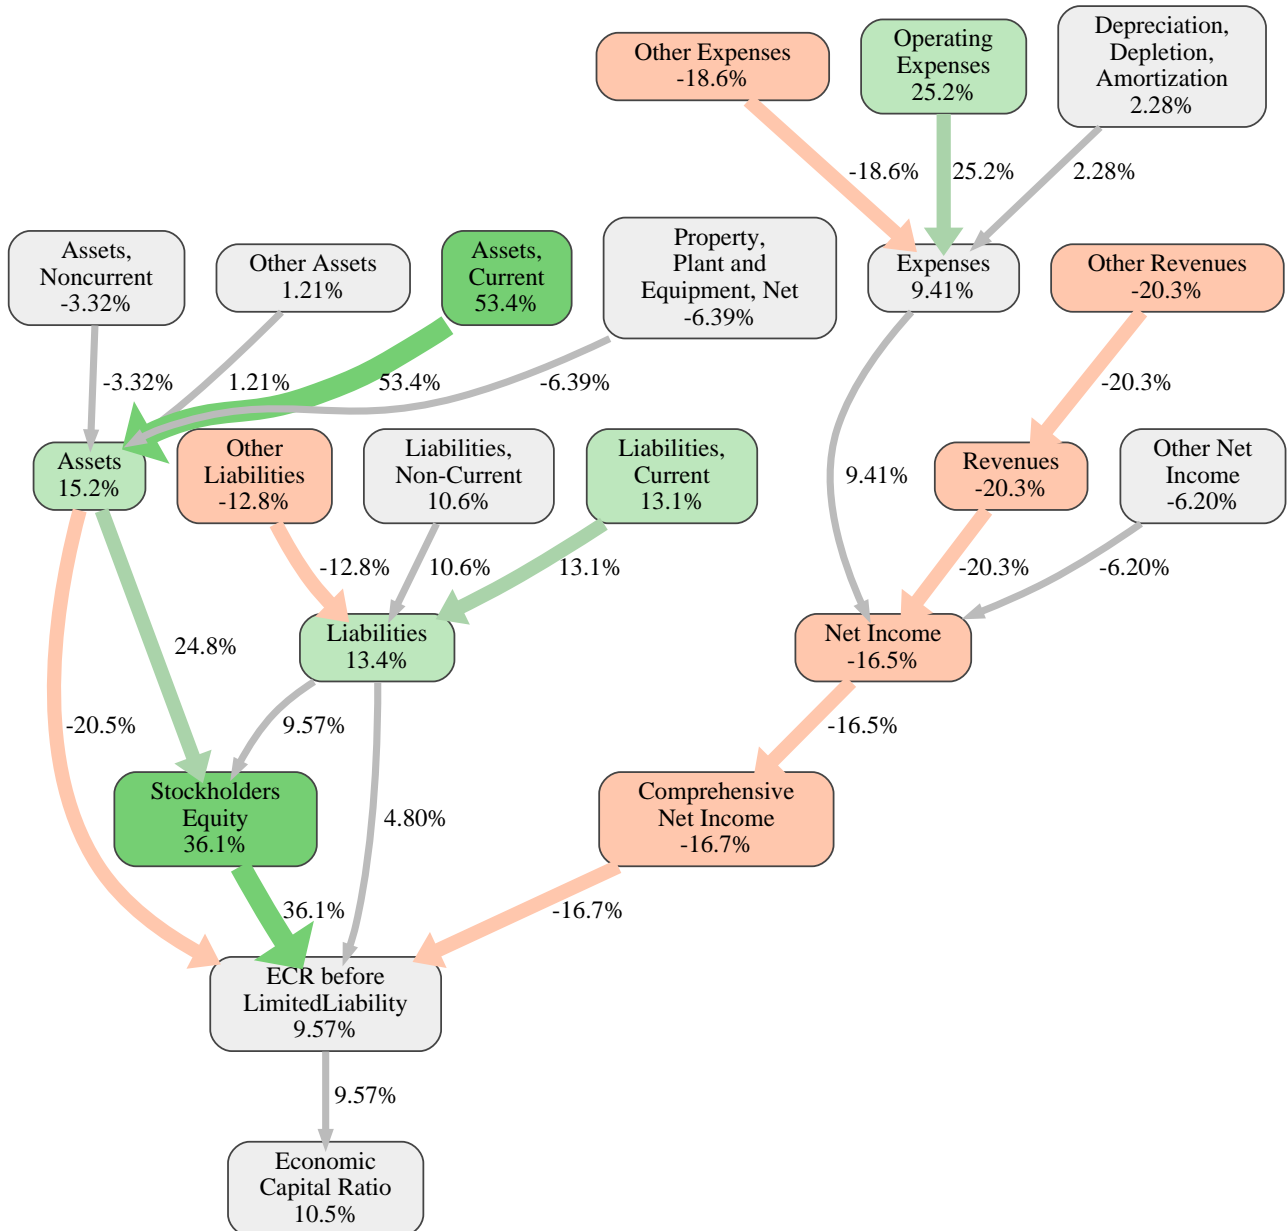 Other Expenses
-18.6%
Operating
Expenses
25.2%
Depreciation,
Depletion,
Amortization
2.28%
-18.6%
25.2%
2.28%
Assets,
Noncurrent
-3.32%
Other Assets
1.21%
Assets,
Current
53.4%
Property,
Plant and
Equipment, Net
-6.39%
Expenses
9.41%
Other Revenues
-20.3%
-3.32%
1.21%
53.4%
-6.39%
-20.3%
Assets
15.2%
Other
Liabilities
-12.8%
Liabilities,
Non-Current
10.6%
Liabilities,
Current
13.1%
9.41%
Revenues
-20.3%
Other Net
Income
-6.20%
-12.8%
10.6%
13.1%
-20.3%
-6.20%
24.8%
Liabilities
13.4%
Net Income
-16.5%
-20.5%
9.57%
-16.5%
Stockholders
Equity
36.1%
4.80%
Comprehensive
Net Income
-16.7%
36.1%
-16.7%
ECR before
LimitedLiability
9.57%
9.57%
Economic
Capital Ratio
10.5%